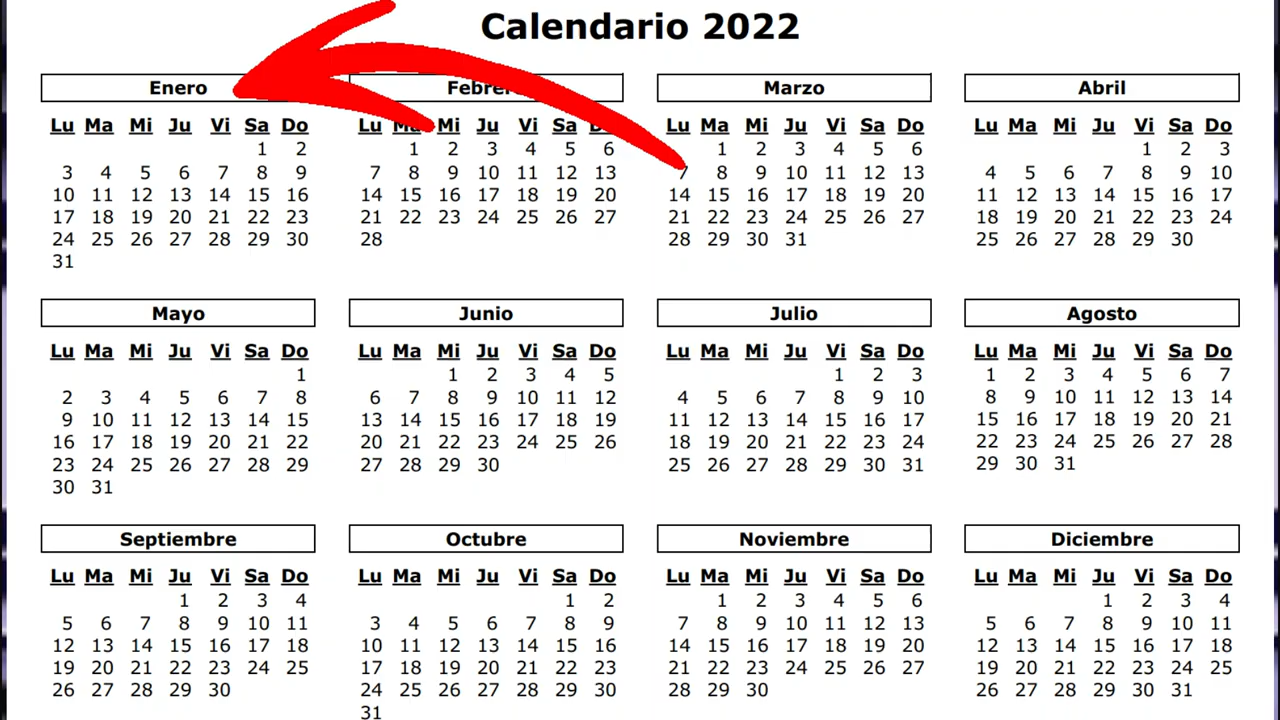 Calendario 2022
Enero Marzo Abril
Lu Ma Mi Ju Vi Sa Do Lu Mi Ju Vi Sa Lu Ma Mi Ju Vi Sa Do Lu Ma Mi Ju Vi Sa Do
1 2 1 2 3 4 5 6 1 2 3 4 5 6 1 2 3
3 4 5 6 7 8 9 7 8 9 10 11 12 13 7 8 9 10 11 12 13 4 5 6 7 8 9 10
10 11 12 13 14 15 16 14 15 16 17 18 19 20 14 15 16 17 18 19 20 11 12 13 14 15 16 17
17 18 19 20 21 22 23 21 22 23 24 25 26 27 21 22 23 24 25 26 27 18 19 20 21 22 23 24
24 25 26 27 28 29 30 28 28 29 30 31 25 26 27 28 29 30
31
Mayo Junio Julio Agosto
Lu Ma Mi Ju Vi Sa Do Lu Ma Mi Ju Vi Sa Do Lu Ma Mi Ju Vi Sa Do Lu Ma Mi Ju Vi Sa Do
1 1 2 3 4 5 1 2 3 1 2 3 4 5 6 7
2 3 4 5 6 7 8 6 7 8 9 10 11 12 4 5 6 7 8 9 10 8 9 10 11 12 13 14
9 10 11 12 13 14 15 13 14 15 16 17 18 19 11 12 13 14 15 16 17 15 16 17 18 19 20 21
16 17 18 19 20 21 22 20 21 22 23 24 25 26 18 19 20 21 22 23 24 22 23 24 25 26 27 28
23 24 25 26 27 28 29 27 28 29 30 25 26 27 28 29 30 31 29 30 31
30 31
Septiembre Octubre Noviembre Diciembre
Lu Ma Mi Ju Vi Sa Do Lu Ma Mi Ju Vi Sa Do Lu Ma Mi Ju Vi Sa Do Lu Ma Mi Ju Vi Sa Do
1 2 3 4 1 2 1 2 3 4 5 6 1 2 3 4
5 6 7 8 9 10 11 3 4 5 6 7 8 9 7 8 9 10 11 12 13 5 6 7 8 9 10 11
12 13 14 15 16 17 18 10 11 12 13 14 15 16 14 15 16 17 18 19 20 12 13 14 15 16 17 18
19 20 21 22 23 24 25 17 18 19 20 21 22 23 21 22 23 24 25 26 27 19 20 21 22 23 24 25
26 27 28 29 30 24 25 26 27 28 29 30 28 29 30 26 27 28 29 30 31
31